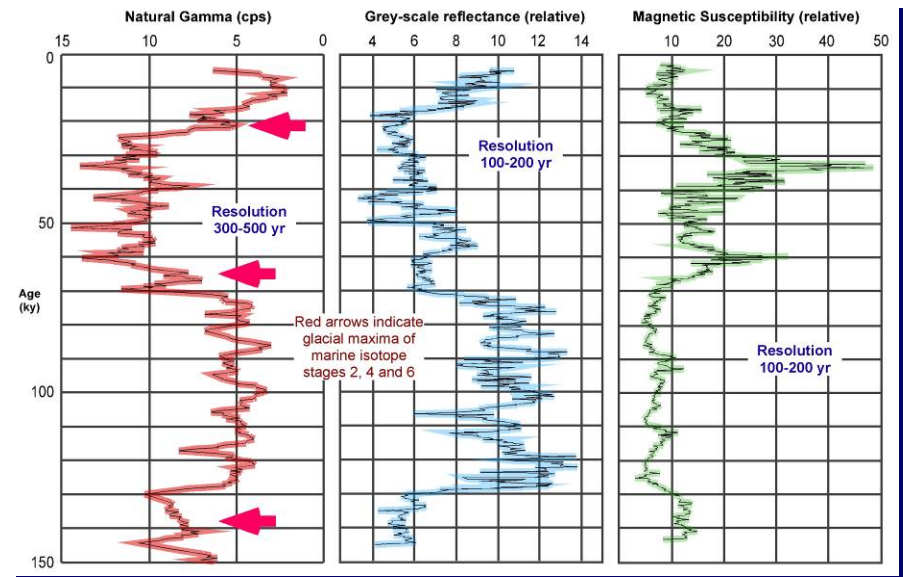 Natural Gamma (cps)
Grey-scale reflectance (relative)
Magnetic Susceptibility (relative)
15 10 5 0
4 6 8 10 12 14
10 20 30 40 50
0
Resolution
100-200 yr
Resolution
300-500 yr
50
Age
(ky)
Red arrows indicate
glacial maxima of
marine isotope
stages 2, 4 and 6
Resolution
100-200 yr
100
150